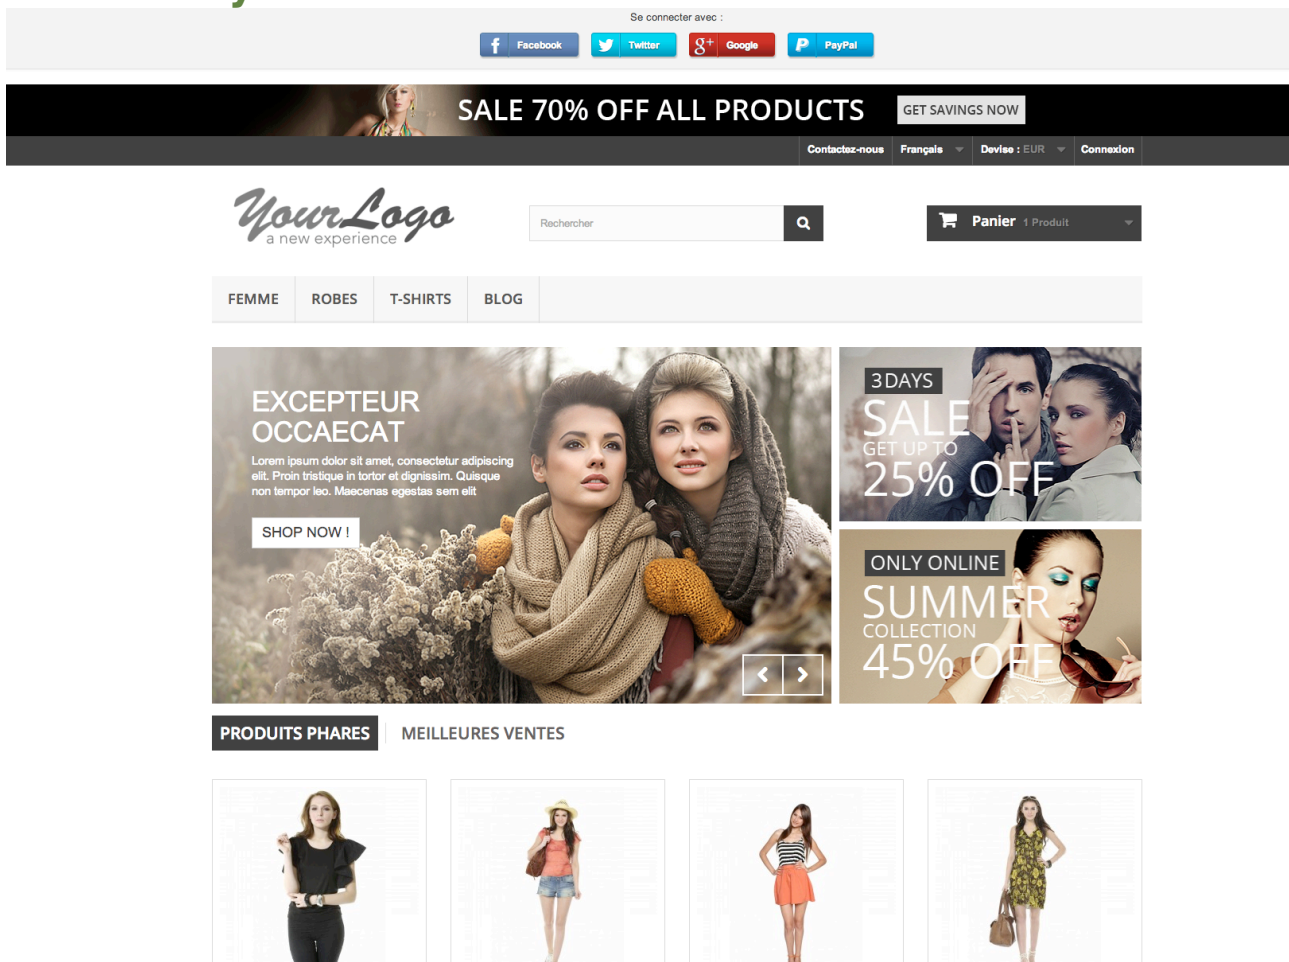 Se connecter avec :
Facebook
Twitter
Google
PayPal
SALE 70% OFF ALL PRODUCTS
GET SAVINGS NOW
Contactez-nous
Français
Devise : EUR
Connexion
YourLogo
a new experience
Rechercher
Panier 1 Produit
FEMME
ROBES
T-SHIRTS
BLOG
EXCEPTEUR
OCCAECAT
Lorem ipsum dolor sit amet, consectetur adipiscing
elit. Proin tristique in tortor et dignissim. Quisque
non tempor leo. Maecenas egestas sem elit
SHOP NOW !
3DAYS
SALE
GET UP TO
25% OFF
ONLY ONLINE
SUMMER
COLLECTION
45% OFF
PRODUITS PHARES
MEILLEURES VENTES